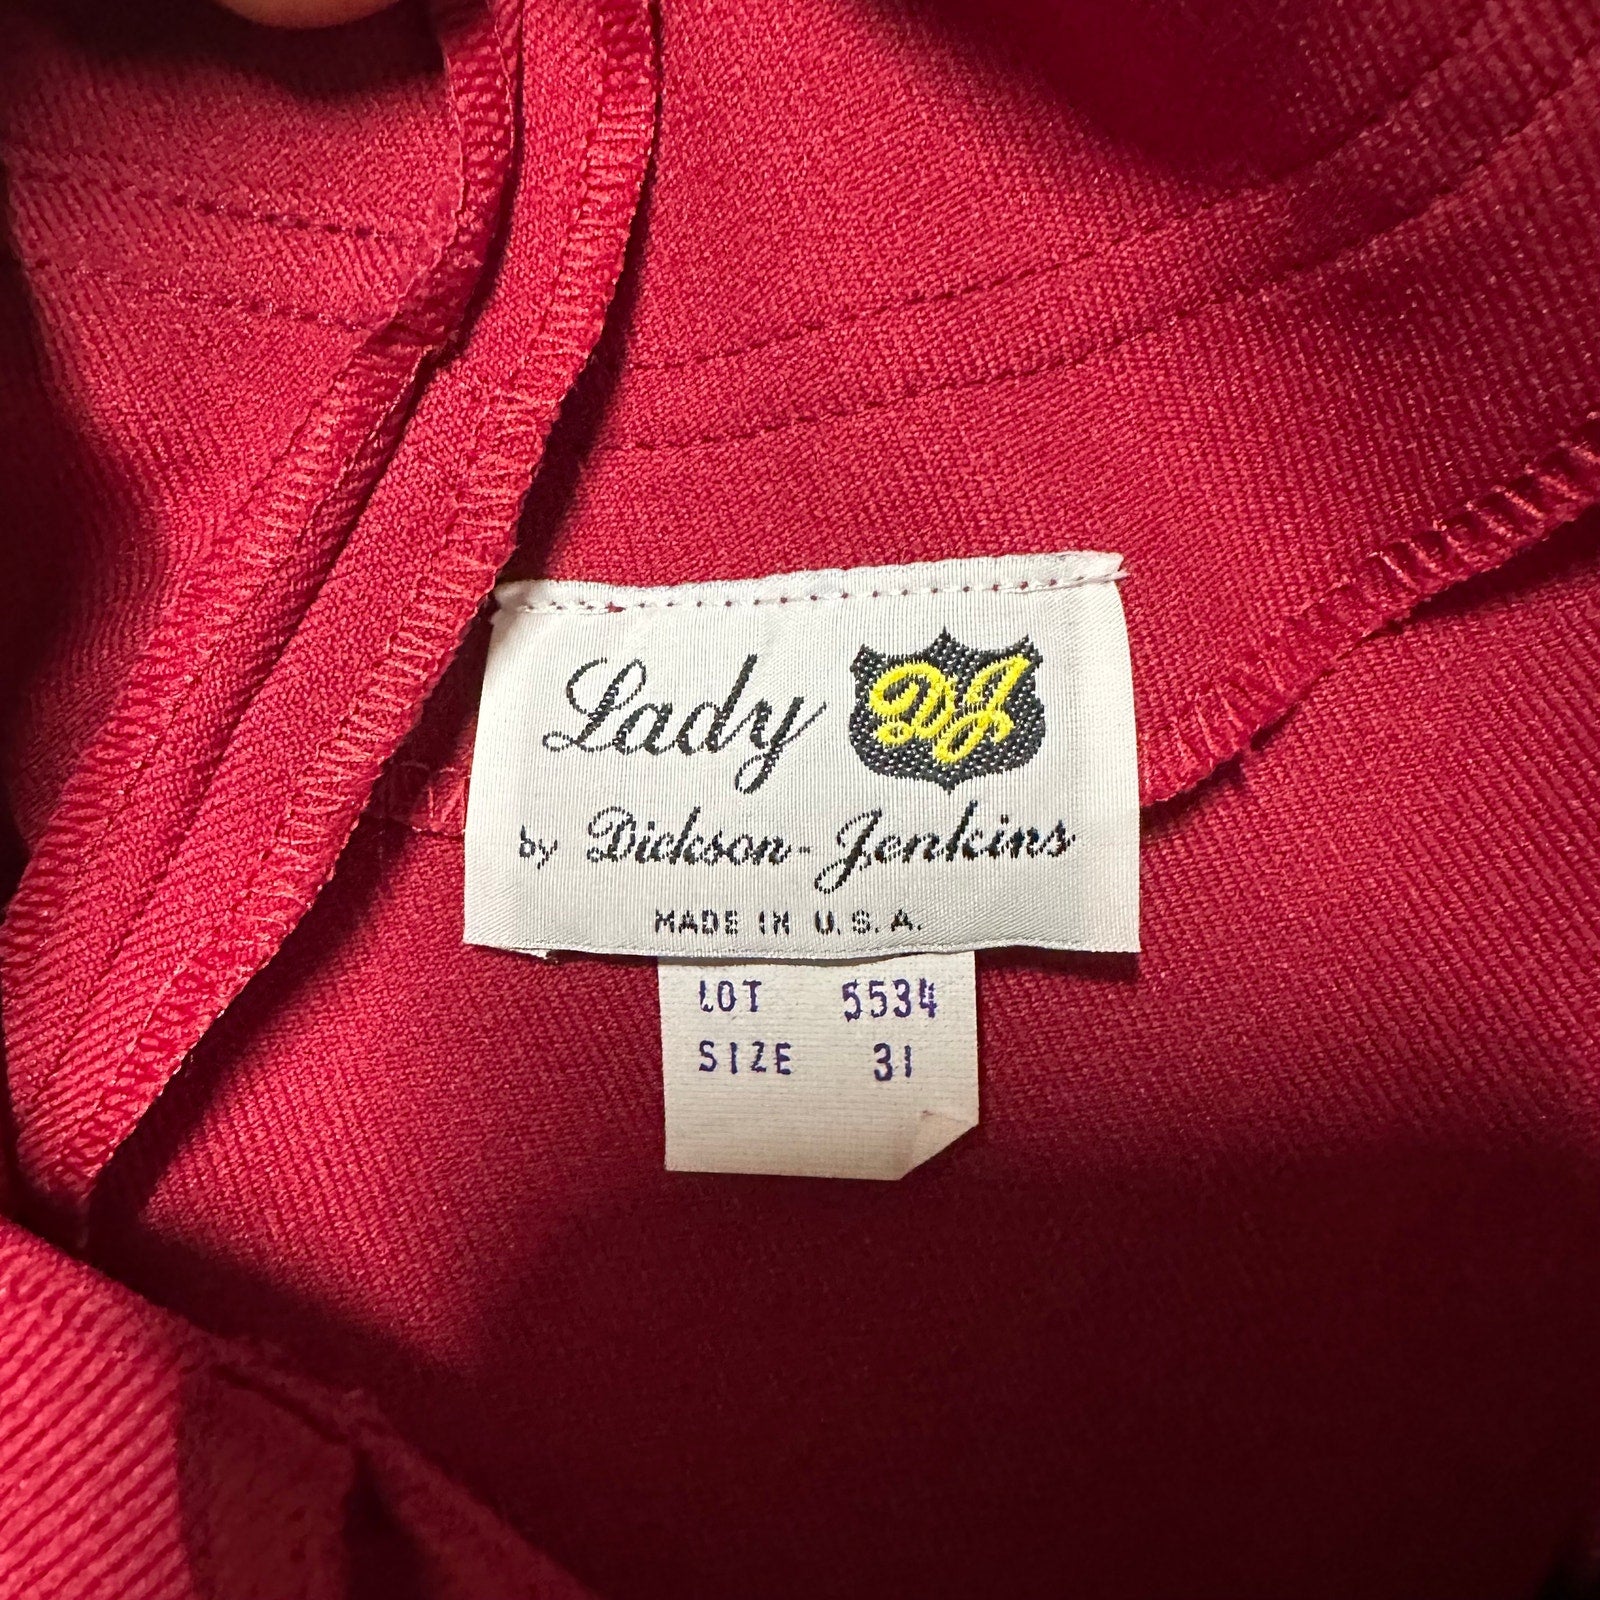 Lady DJ
by Dickson-Jenkins
MADE IN U.S.A.
LOT 5534
SIZE 31